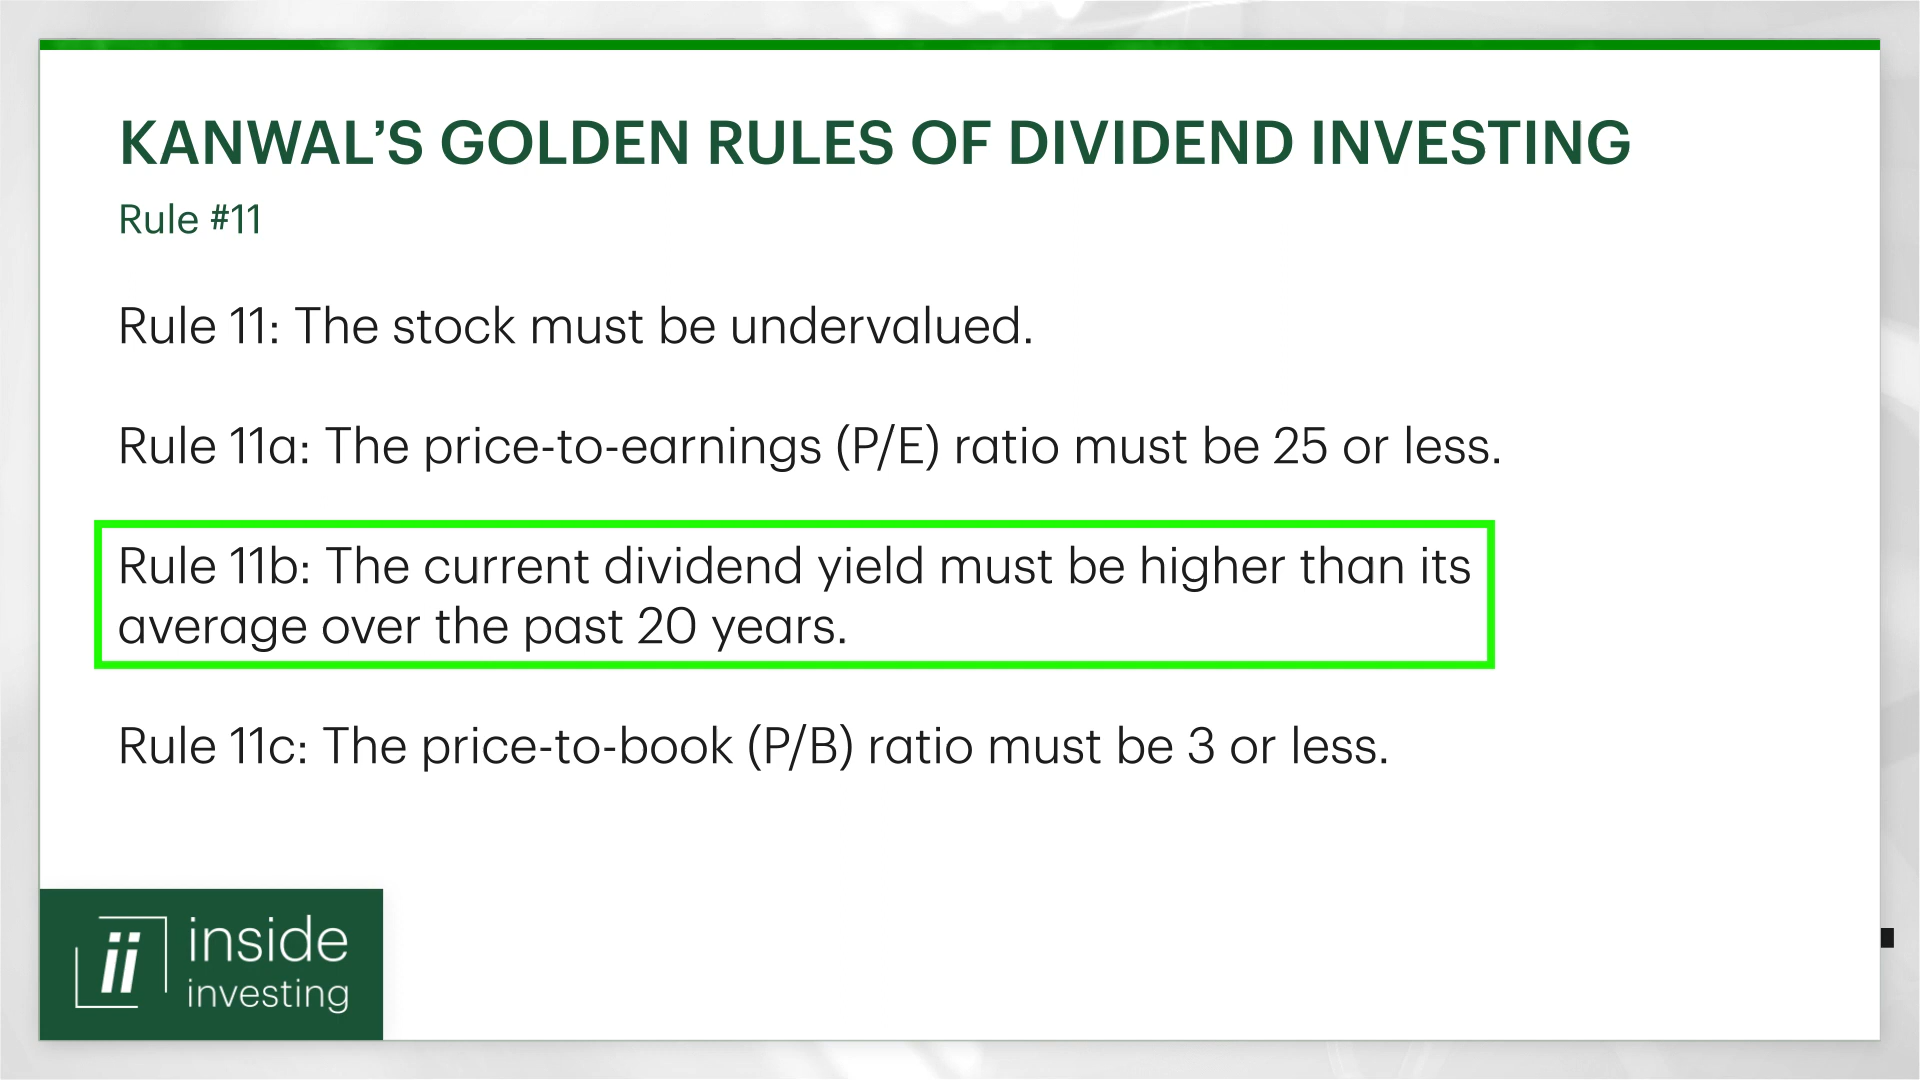 KANWAL’S GOLDEN RULES OF DIVIDEND INVESTING
Rule #11
Rule 11: The stock must be undervalued.
Rule 11a: The price-to-earnings (P/E) ratio must be 25 or less.
Rule 11b: The current dividend yield must be higher than its
average over the past 20 years.
Rule 11c: The price-to-book (P/B) ratio must be 3 or less.
ii
inside
investing